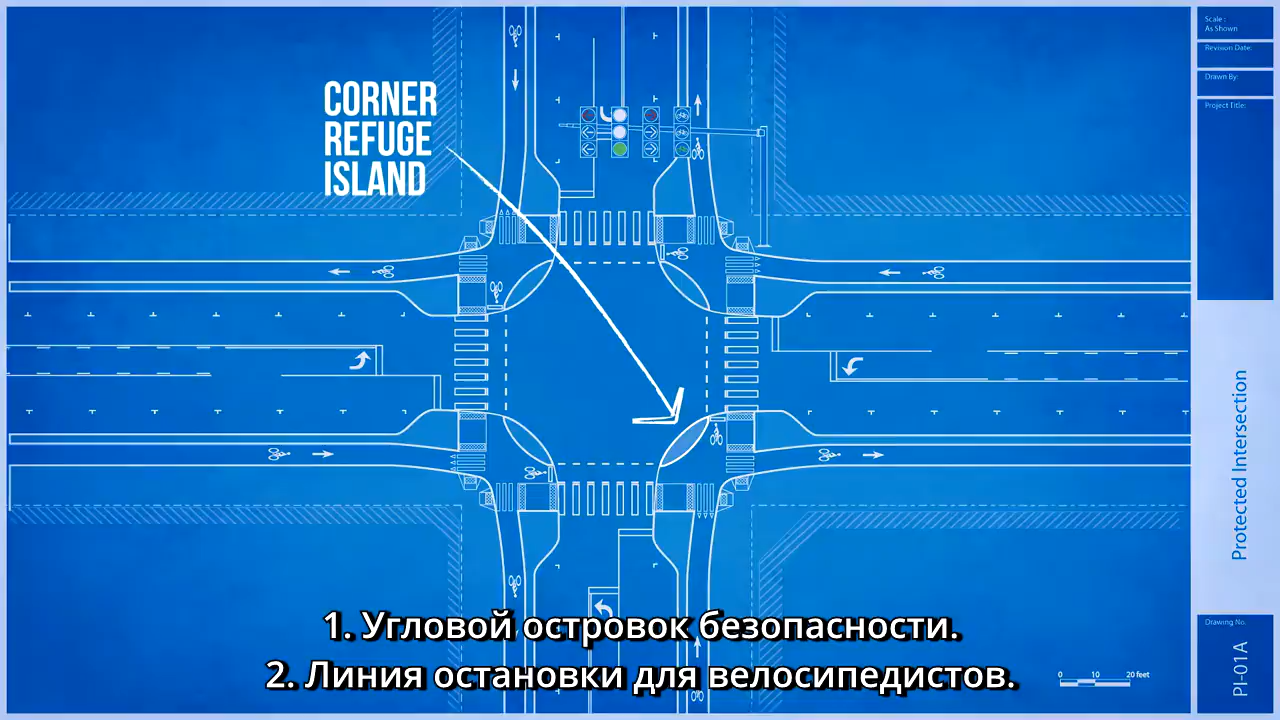 CORNER
REFUGE
ISLAND
Scale :
As Shown
Revision Date:
Drawn By:
Project Title:
Protected Intersection
Drawing No.
PI-01A
0 10 20 feet
1. Угловой островок безопасности.
2. Линия остановки для велосипедистов.